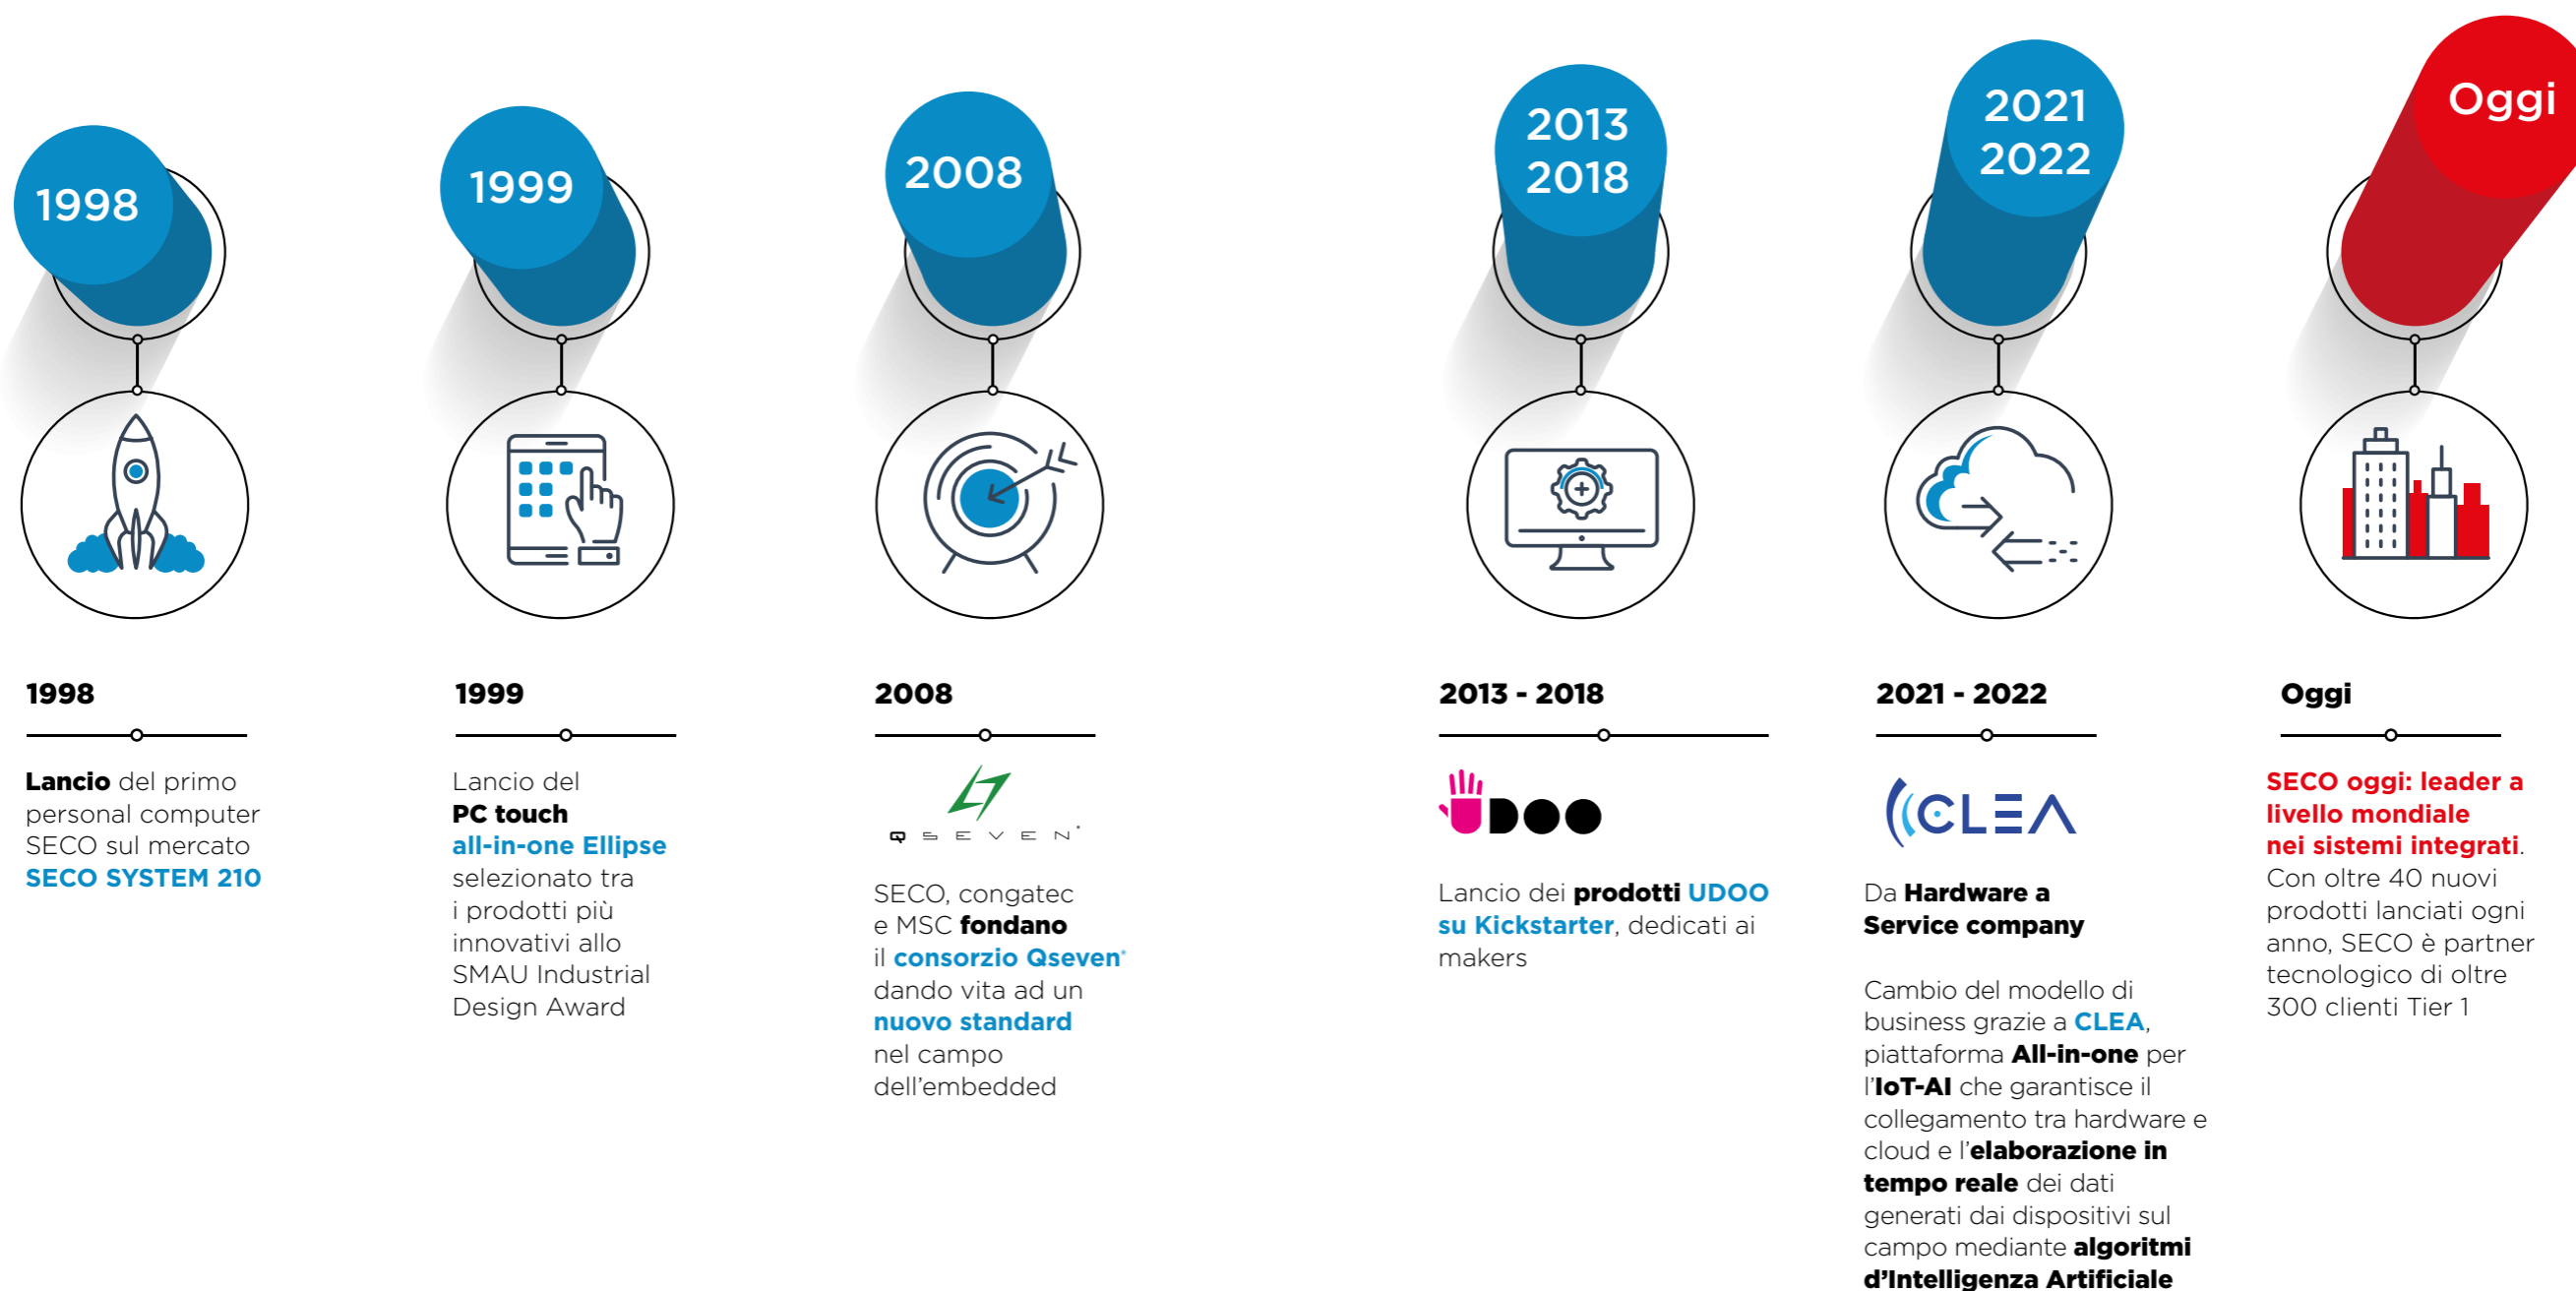 1998
1999
2008
2013
2018
2021
2022
Oggi
1998
Lancio del primo
personal computer
SECO sul mercato
SECO SYSTEM 210
1999
Lancio del
PC touch
all-in-one Ellipse
selezionato tra
i prodotti più
innovativi allo
SMAU Industrial
Design Award
2008
QSEVEN®
SECO, congatec
e MSC fondano
il consorzio Qseven®
dando vita ad un
nuovo standard
nel campo
dell'embedded
2013 - 2018
UDOO
Lancio dei prodotti UDOO
su Kickstarter, dedicati ai
makers
2021 - 2022
CLEA
Da Hardware a
Service company
Cambio del modello di
business grazie a CLEA,
piattaforma All-in-one per
l'IoT-AI che garantisce il
collegamento tra hardware e
cloud e l'elaborazione in
tempo reale dei dati
generati dai dispositivi sul
campo mediante algoritmi
d'Intelligenza Artificiale
Oggi
SECO oggi: leader a
livello mondiale
nei sistemi integrati.
Con oltre 40 nuovi
prodotti lanciati ogni
anno, SECO è partner
tecnologico di oltre
300 clienti Tier 1